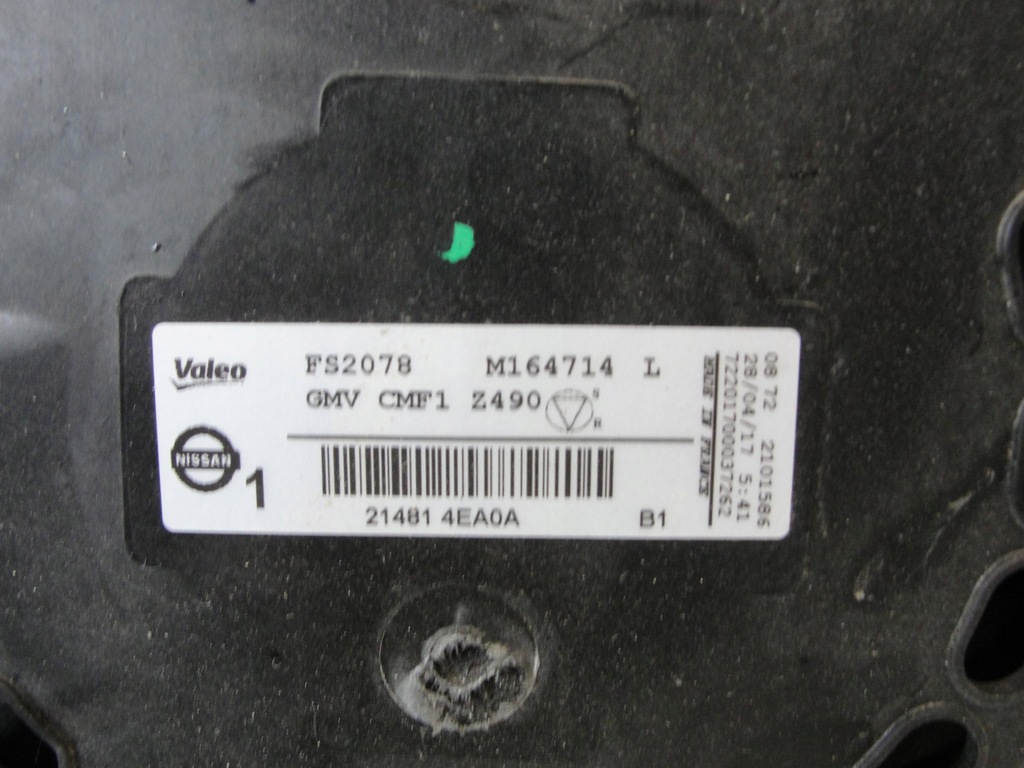 Valeo FS2078 M164714 L
GMV CMF1 Z490 S R
NISSAN 1
21481 4EA0A B1
MADE IN FRANCE
722017000037262
28/04/17 5:41
08 72 2101586